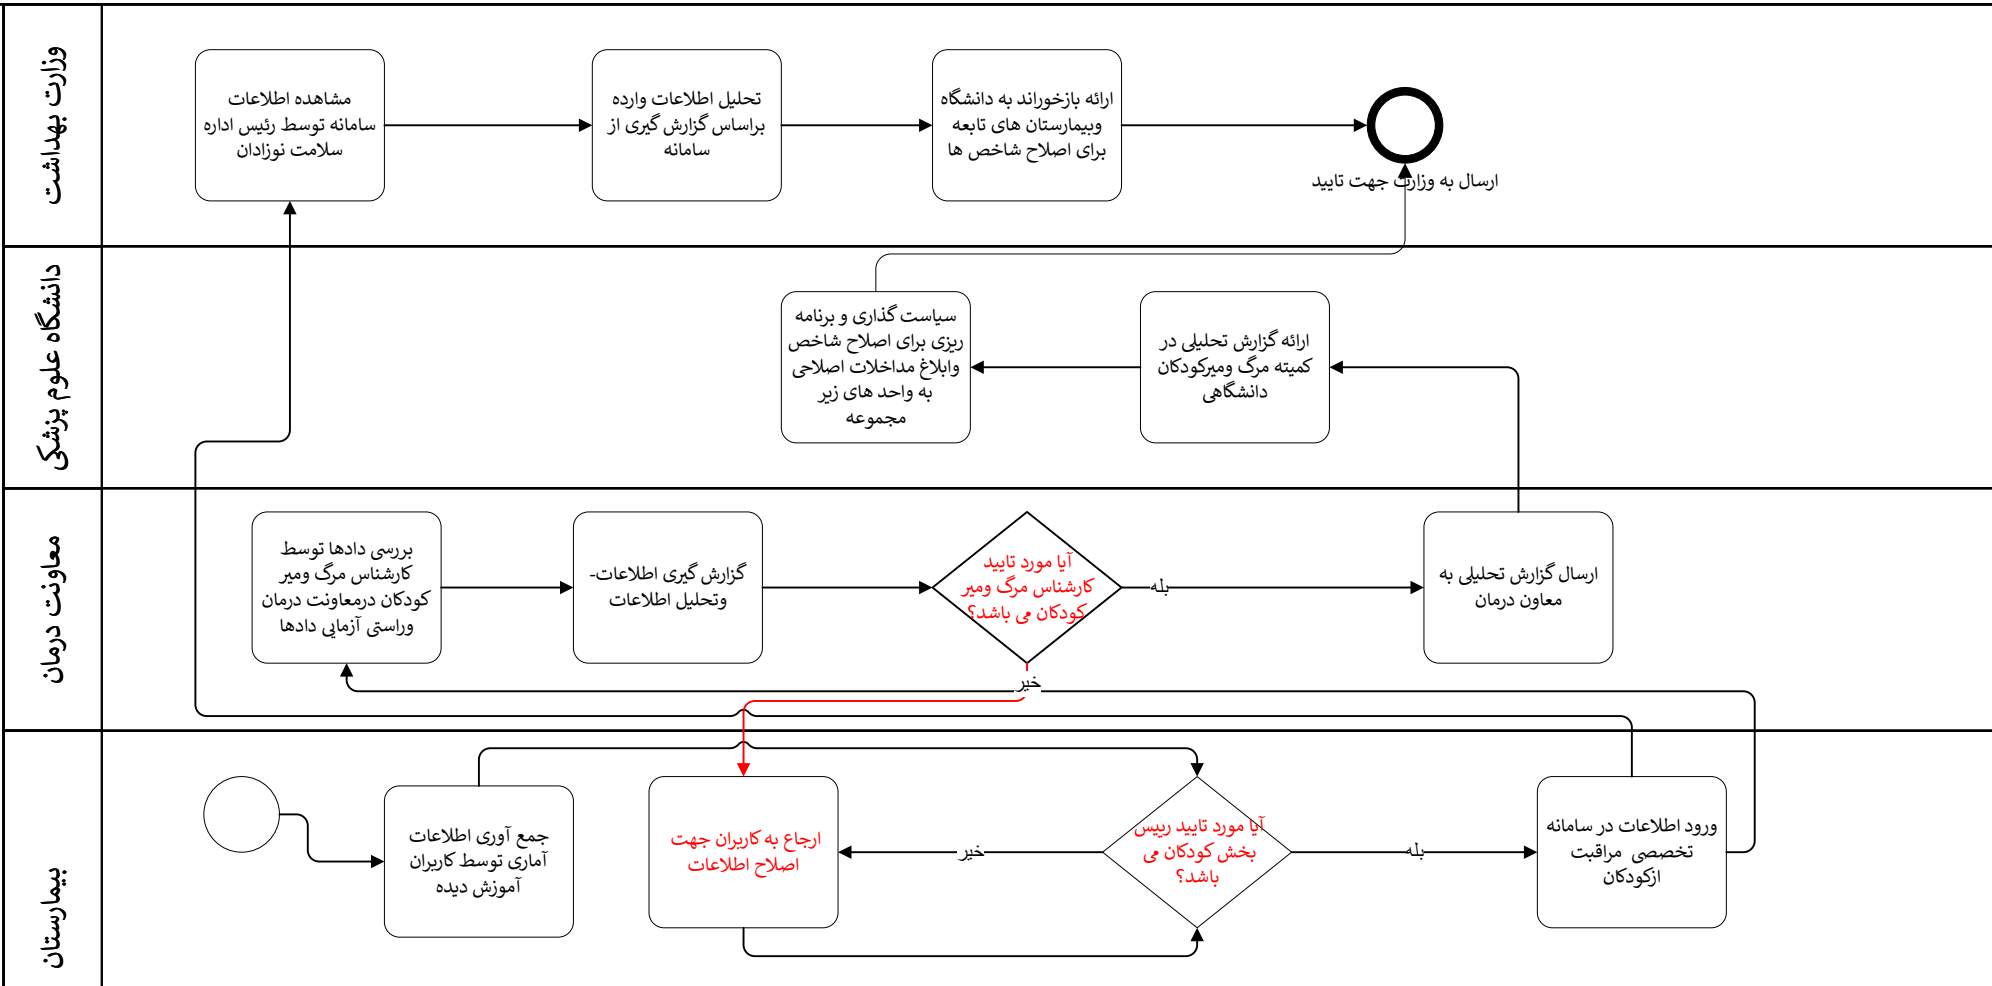 وزارت بهداشت
مشاهده اطلاعات
سامانه توسط رئیس اداره
سلامت نوزادان
تحلیل اطلاعات وارده
براساس گزارش گیری از
سامانه
ارائه بازخوراند به دانشگاه
وبیمارستان های تابعه
برای اصلاح شاخص ها
ارسال به وزارت جهت تایید
دانشگاه علوم پزشکی
سیاست گذاری و برنامه
ریزی برای اصلاح شاخص
وابلاغ مداخلات اصلاحی
به واحد های زیر
مجموعه
ارائه گزارش تحلیلی در
کمیته مرگ ومیرکودکان
دانشگاهی
معاونت درمان
بررسی دادها توسط
کارشناس مرگ ومیر
کودکان درمعاونت درمان
وراستی آزمایی دادها
گزارش گیری اطلاعات-
وتحلیل اطلاعات
آیا مورد تایید
کارشناس مرگ ومیر
کودکان می باشد؟
بله
خیر
ارسال گزارش تحلیلی به
معاون درمان
بیمارستان
جمع آوری اطلاعات
آماری توسط کاربران
آموزش دیده
ارجاع به کاربران جهت
اصلاح اطلاعات
خیر
آیا مورد تایید رییس
بخش کودکان می
باشد؟
بله
ورود اطلاعات در سامانه
تخصصی مراقبت
ازکودکان